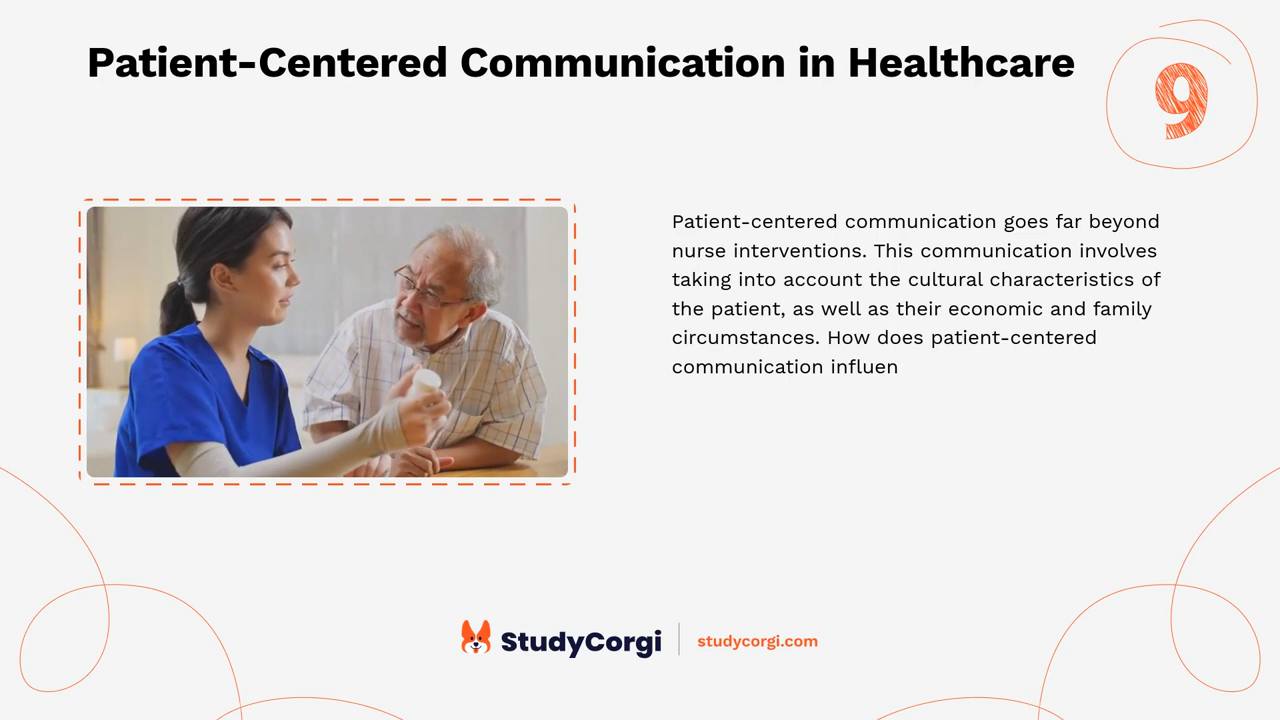 Patient-Centered Communication in Healthcare
9
Patient-centered communication goes far beyond
nurse interventions. This communication involves
taking into account the cultural characteristics of
the patient, as well as their economic and family
circumstances. How does patient-centered
communication influen
StudyCorgi | studycorgi.com